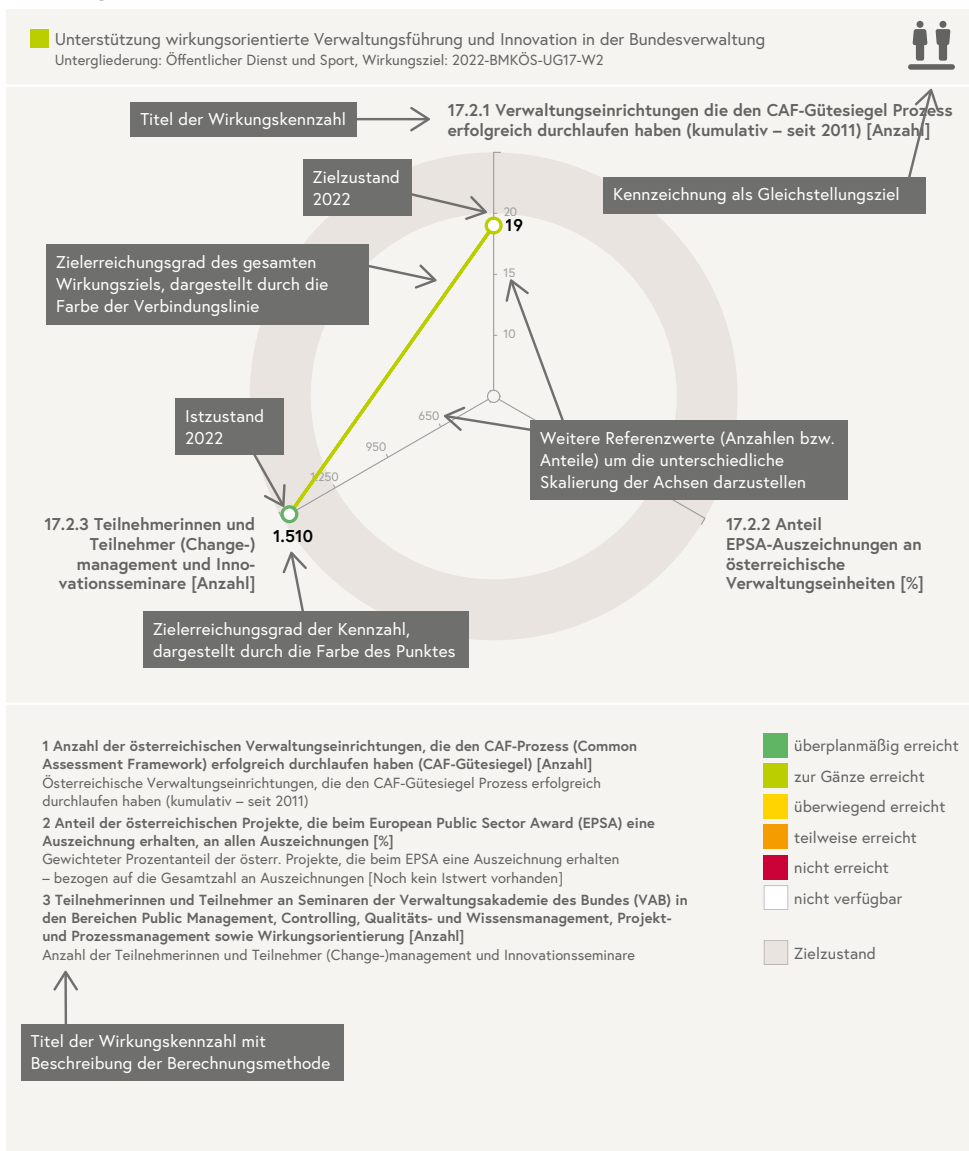 Unterstützung wirkungsorientierte Verwaltungsführung und Innovation in der Bundesverwaltung
Untergliederung: Öffentlicher Dienst und Sport, Wirkungsziel: 2022-BMKÖS-UG17-W2
Titel der Wirkungskennzahl
17.2.1 Verwaltungseinrichtungen die den CAF-Gütesiegel Prozess
erfolgreich durchlaufen haben (kumulativ – seit 2011) [Anzahl]
Zielzustand
2022
Kennzeichnung als Gleichstellungsziel
20
19
15
10
Zielerreichungsgrad des gesamten
Wirkungsziels, dargestellt durch die
Farbe der Verbindungslinie
Istzustand
2022
650
950
1.250
1.510
Weitere Referenzwerte (Anzahlen bzw.
Anteile) um die unterschiedliche
Skalierung der Achsen darzustellen
17.2.3 Teilnehmerinnen und
Teilnehmer (Change-)
management und Inno-
vationsseminare [Anzahl]
17.2.2 Anteil
EPSA-Auszeichnungen an
österreichische
Verwaltungseinheiten [%]
Zielerreichungsgrad der Kennzahl,
dargestellt durch die Farbe des Punktes
1 Anzahl der österreichischen Verwaltungseinrichtungen, die den CAF-Prozess (Common
Assessment Framework) erfolgreich durchlaufen haben (CAF-Gütesiegel) [Anzahl]
Österreichische Verwaltungseinrichtungen, die den CAF-Gütesiegel Prozess erfolgreich
durchlaufen haben (kumulativ – seit 2011)
2 Anteil der österreichischen Projekte, die beim European Public Sector Award (EPSA) eine
Auszeichnung erhalten, an allen Auszeichnungen [%]
Gewichteter Prozentanteil der österr. Projekte, die beim EPSA eine Auszeichnung erhalten
– bezogen auf die Gesamtzahl an Auszeichnungen [Noch kein Istwert vorhanden]
3 Teilnehmerinnen und Teilnehmer an Seminaren der Verwaltungsakademie des Bundes (VAB) in
den Bereichen Public Management, Controlling, Qualitäts- und Wissensmanagement, Projekt-
und Prozessmanagement sowie Wirkungsorientierung [Anzahl]
Anzahl der Teilnehmerinnen und Teilnehmer (Change-)management und Innovationsseminare
Titel der Wirkungskennzahl mit
Beschreibung der Berechnungsmethode
überplanmäßig erreicht
zur Gänze erreicht
überwiegend erreicht
teilweise erreicht
nicht erreicht
nicht verfügbar
Zielzustand